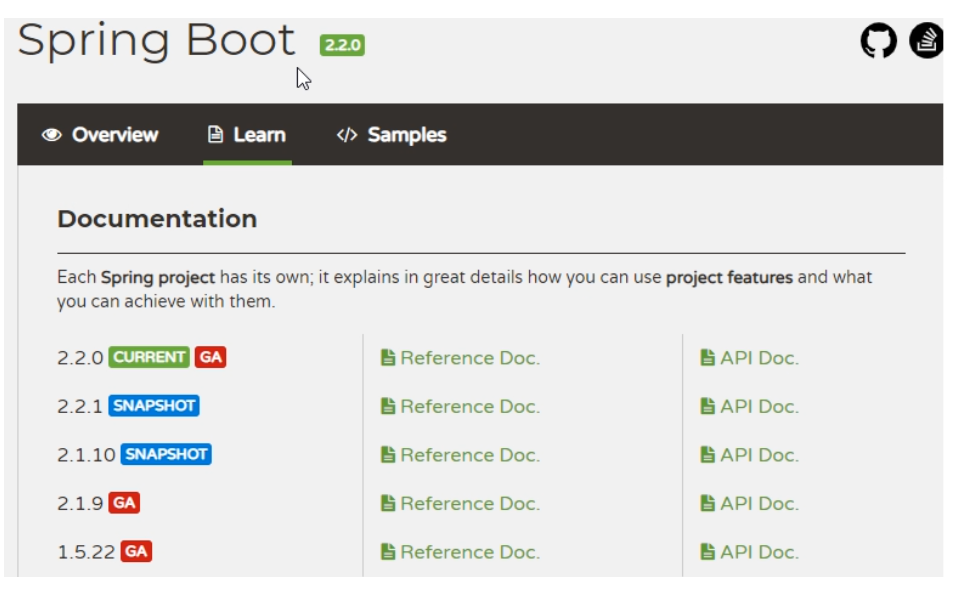 Spring Boot 2.2.0
Overview Learn </> Samples
Documentation
Each Spring project has its own; it explains in great details how you can use project features and what
you can achieve with them.
2.2.0 CURRENT GA Reference Doc. API Doc.
2.2.1 SNAPSHOT Reference Doc. API Doc.
2.1.10 SNAPSHOT Reference Doc. API Doc.
2.1.9 GA Reference Doc. API Doc.
1.5.22 GA Reference Doc. API Doc.